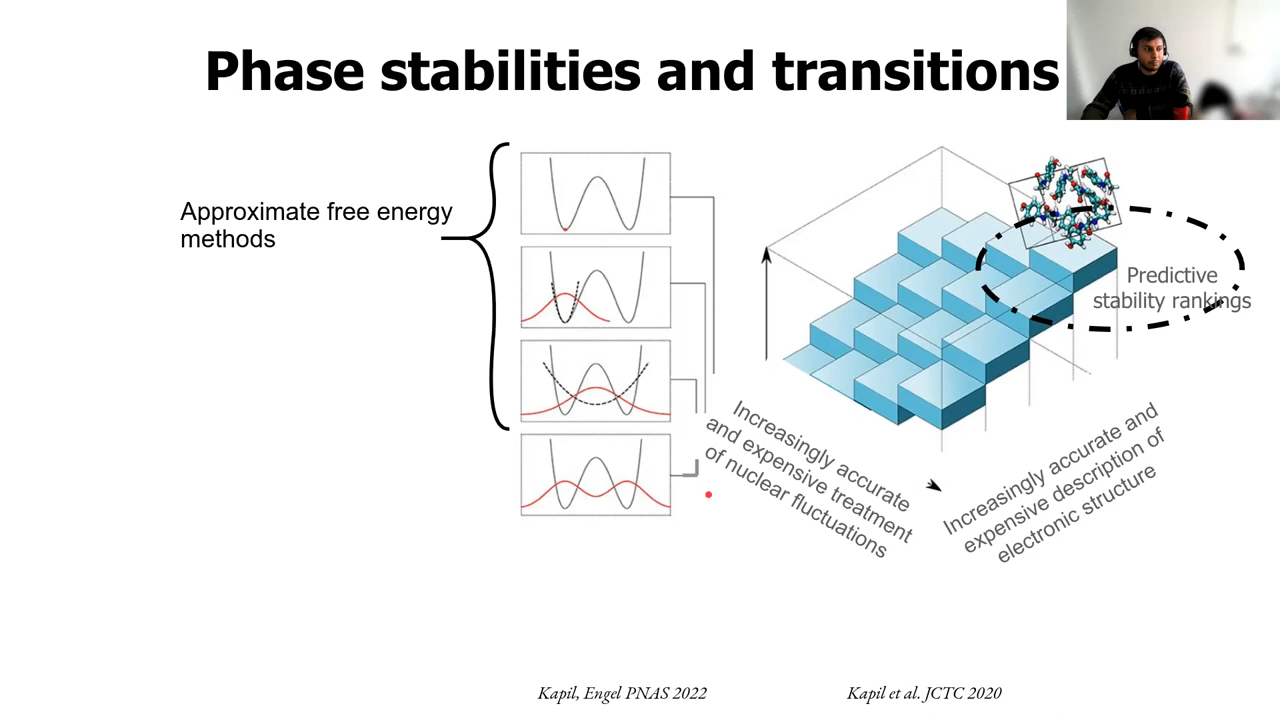 Phase stabilities and transitions
Approximate free energy
methods
Predictive
stability rankings
Increasingly accurate
and expensive treatment
of nuclear fluctuations
Increasingly accurate and
expensive description of
electronic structure
Kapil, Engel PNAS 2022
Kapil et al. JCTC 2020